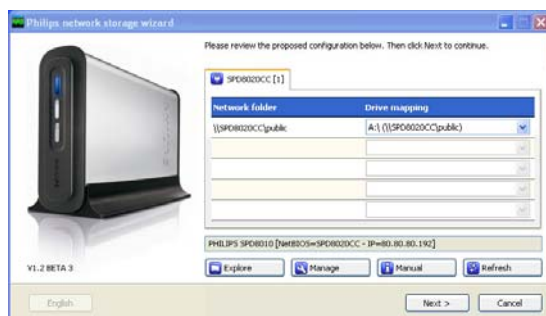 Philips network storage wizard
Please review the proposed configuration below. Then click Next to continue.
SPD8020CC [1]
Network folder Drive mapping
\\SPD8020CC\public A:\ (\\SPD8020CC\public)
PHILIPS SPD8010 [NetBIOS=SPD8020CC - IP=80.80.80.192]
V1.2 BETA 3
Explore Manage Manual Refresh
English Next > Cancel